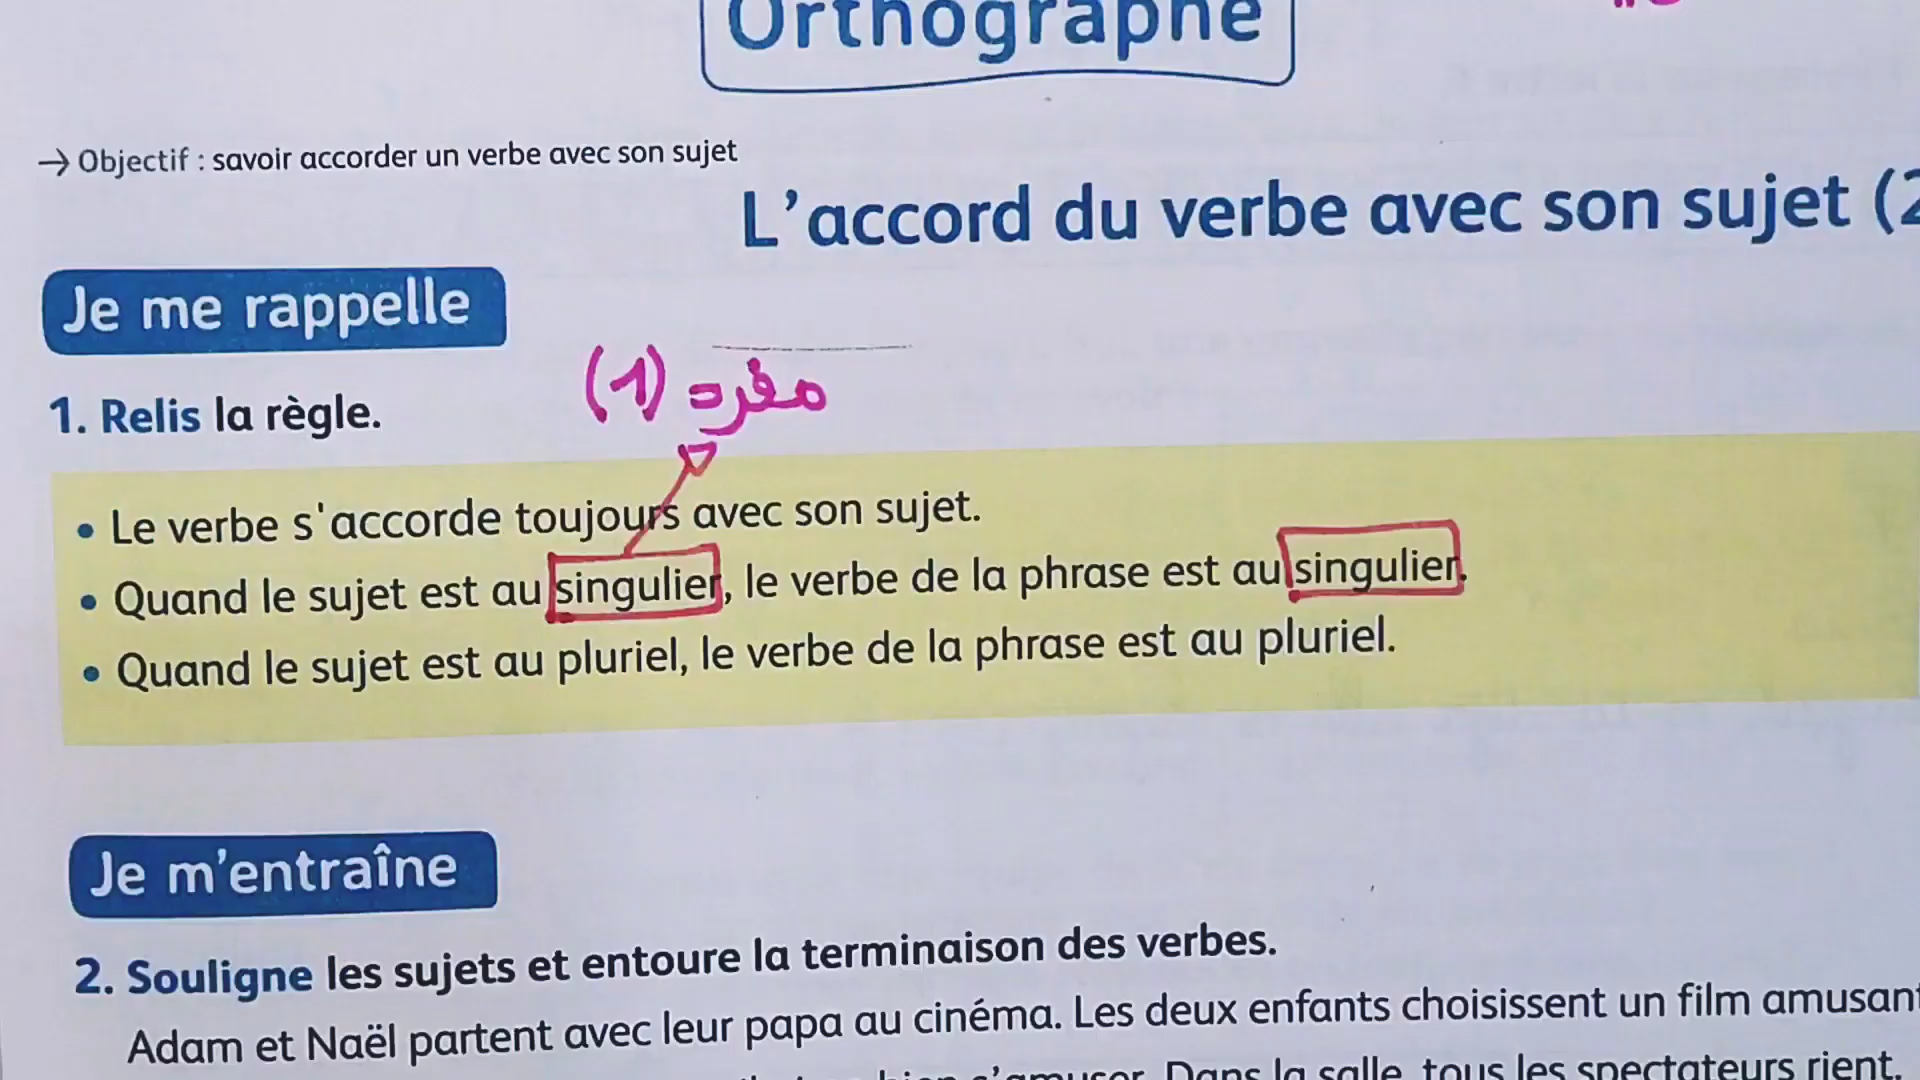 Orthographe
→ Objectif : savoir accorder un verbe avec son sujet
L'accord du verbe avec son sujet (2
Je me rappelle
(1) مفرد
1. Relis la règle.
• Le verbe s'accorde toujours avec son sujet.
• Quand le sujet est au singulier, le verbe de la phrase est au singulier.
• Quand le sujet est au pluriel, le verbe de la phrase est au pluriel.
Je m'entraîne
2. Souligne les sujets et entoure la terminaison des verbes.
Adam et Naël partent avec leur papa au cinéma. Les deux enfants choisissent un film amusant
bien s'amuser. Dans la salle, tous les spectateurs rient.